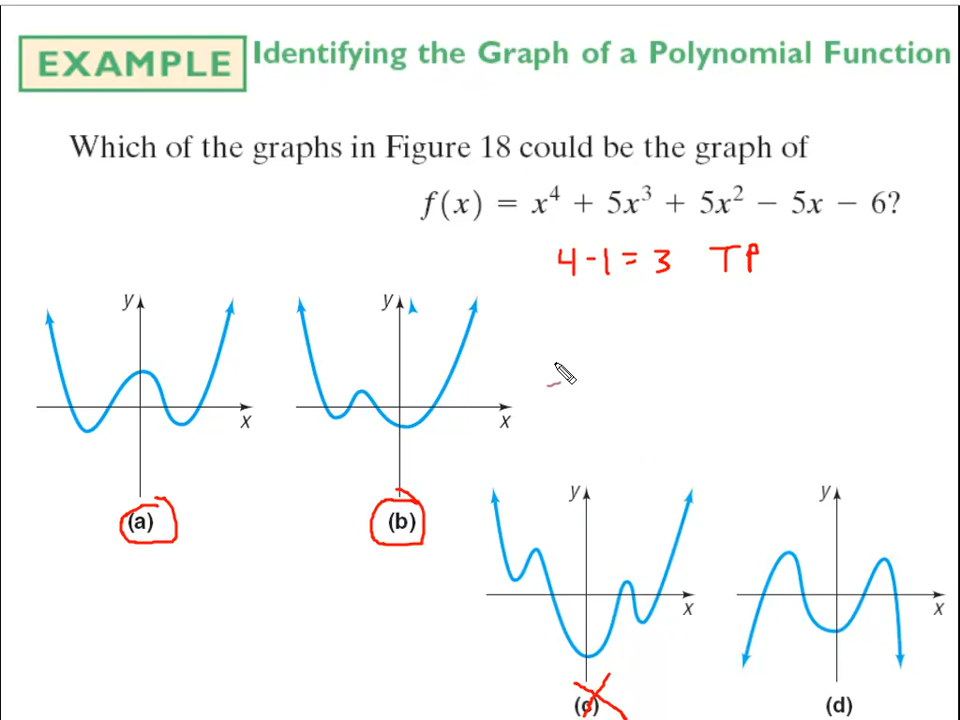 EXAMPLE Identifying the Graph of a Polynomial Function
Which of the graphs in Figure 18 could be the graph of
f(x) = x⁴ + 5x³ + 5x² − 5x − 6?
4-1=3 TP
y
x
(a)
y
x
(b)
y
x
(c)
y
x
(d)